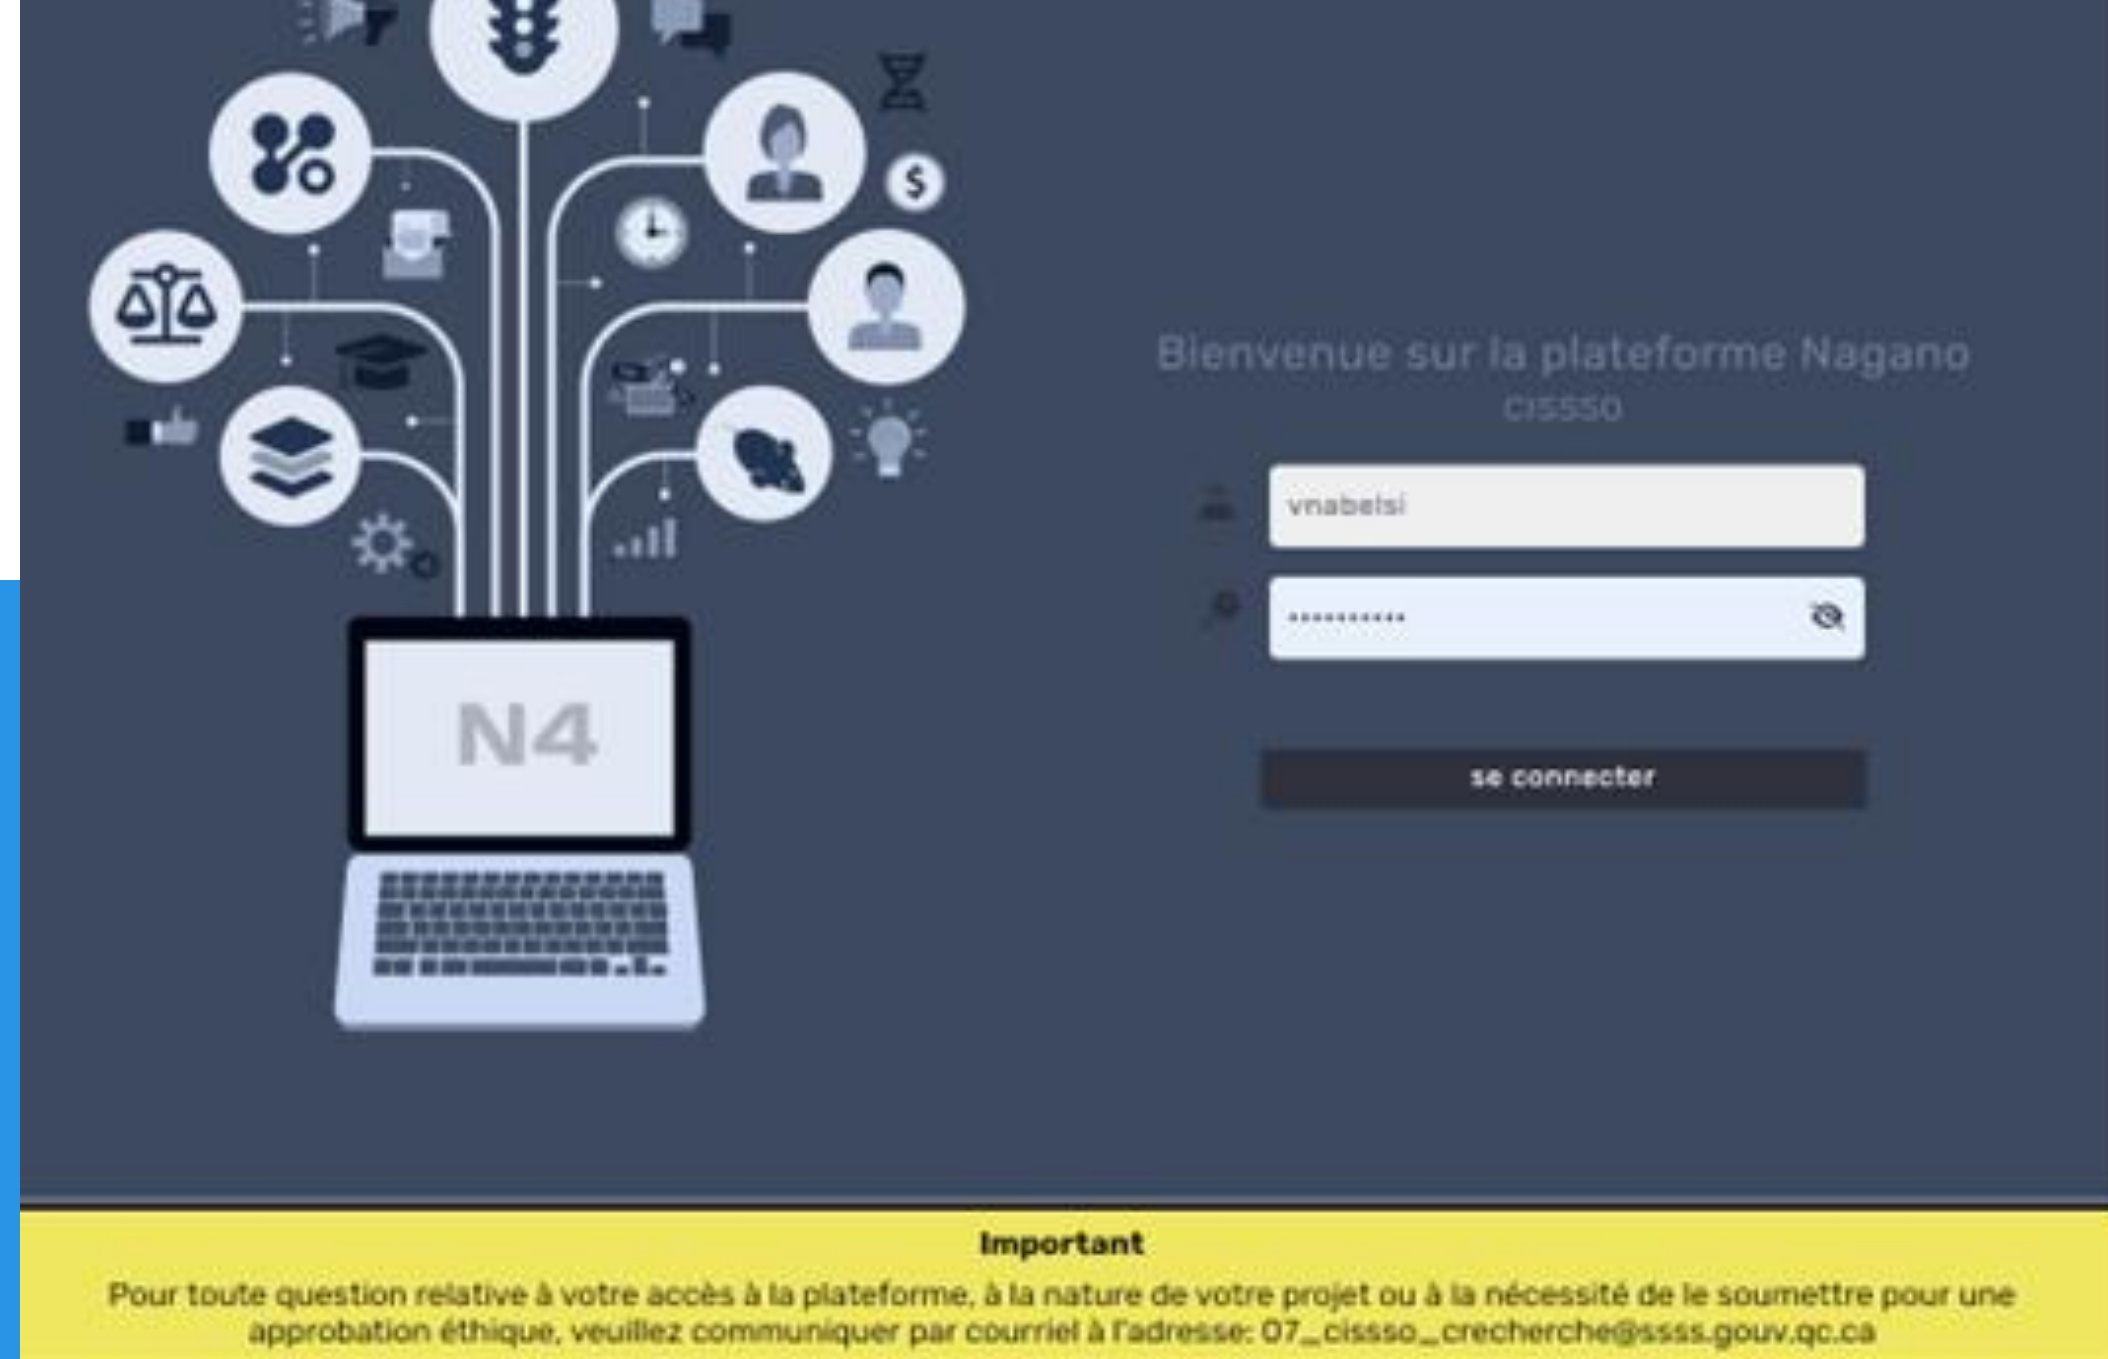 $
Bienvenue sur la plateforme Nagano
CISSSO
vnabelsi
••••••••••
N4
se connecter
Important
Pour toute question relative à votre accès à la plateforme, à la nature de votre projet ou à la nécessité de le soumettre pour une
approbation éthique, veuillez communiquer par courriel à l'adresse: 07_cissso_crecherche@ssss.gouv.qc.ca